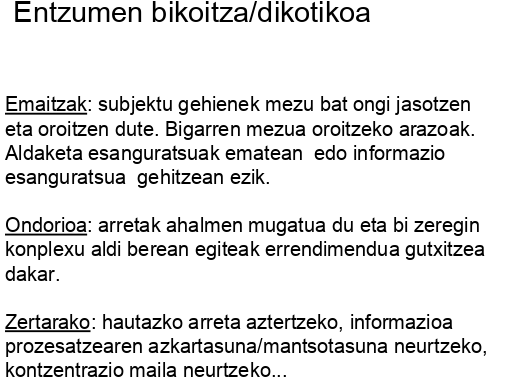 Entzumen bikoitza/dikotikoa
Emaitzak: subjektu gehienek mezu bat ongi jasotzen
eta oroitzen dute. Bigarren mezua oroitzeko arazoak.
Aldaketa esanguratsuak ematean  edo informazio
esanguratsua  gehitzean ezik.
Ondorioa: arretak ahalmen mugatua du eta bi zeregin
konplexu aldi berean egiteak errendimendua gutxitzea
dakar.
Zertarako: hautazko arreta aztertzeko, informazioa
prozesatzearen azkartasuna/mantsotasuna neurtzeko,
kontzentrazio maila neurtzeko...